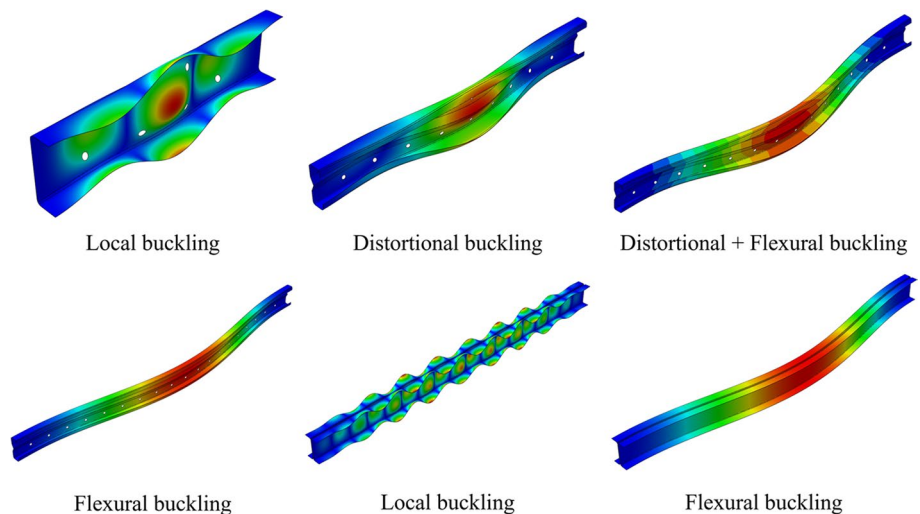 Local buckling
Distortional buckling
Distortional + Flexural buckling
Flexural buckling
Local buckling
Flexural buckling